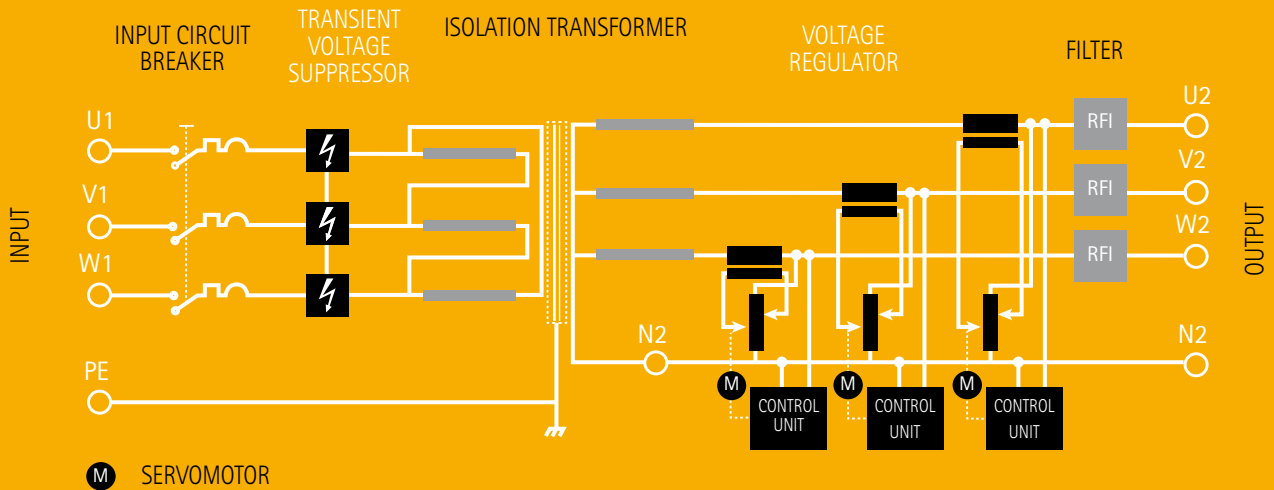 INPUT CIRCUIT
BREAKER
TRANSIENT
VOLTAGE
SUPPRESSOR
ISOLATION TRANSFORMER
VOLTAGE
REGULATOR
FILTER
INPUT
U1
V1
W1
PE
RFI
RFI
RFI
U2
V2
W2
OUTPUT
N2
N2
M
M
M
CONTROL
UNIT
CONTROL
UNIT
CONTROL
UNIT
M SERVOMOTOR